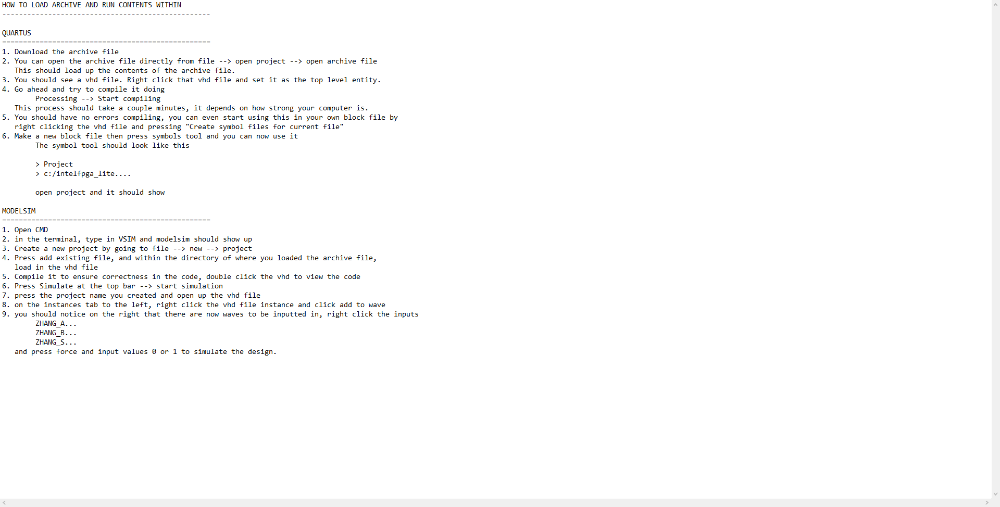 HOW TO LOAD ARCHIVE AND RUN CONTENTS WITHIN
--------------------------------------------------
QUARTUS
==================================================
1. Download the archive file
2. You can open the archive file directly from file --> open project --> open archive file
   This should load up the contents of the archive file.
3. You should see a vhd file. Right click that vhd file and set it as the top level entity.
4. Go ahead and try to compile it doing
        Processing --> Start compiling
   This process should take a couple minutes, it depends on how strong your computer is.
5. You should have no errors compiling, you can even start using this in your own block file by
   right clicking the vhd file and pressing "Create symbol files for current file"
6. Make a new block file then press symbols tool and you can now use it
        The symbol tool should look like this
        > Project
        > c:/intelfpga_lite....
        open project and it should show
MODELSIM
==================================================
1. Open CMD
2. in the terminal, type in VSIM and modelsim should show up
3. Create a new project by going to file --> new --> project
4. Press add existing file, and within the directory of where you loaded the archive file,
   load in the vhd file
5. Compile it to ensure correctness in the code, double click the vhd to view the code
6. Press Simulate at the top bar --> start simulation
7. press the project name you created and open up the vhd file
8. on the instances tab to the left, right click the vhd file instance and click add to wave
9. you should notice on the right that there are now waves to be inputted in, right click the inputs
        ZHANG_A...
        ZHANG_B...
        ZHANG_S...
   and press force and input values 0 or 1 to simulate the design.